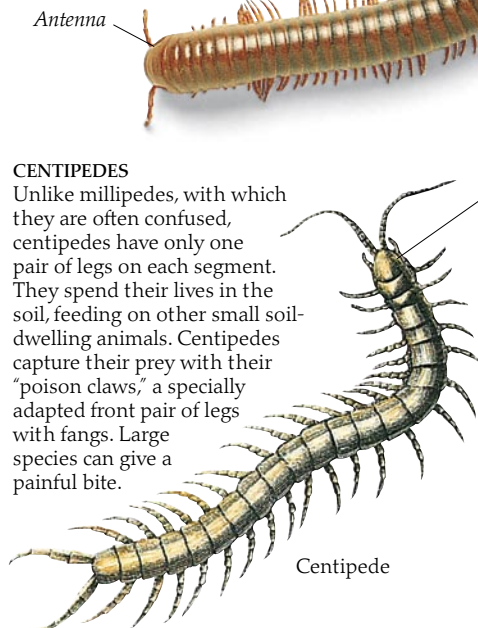 Antenna
CENTIPEDES
Unlike millipedes, with which
they are often confused,
centipedes have only one
pair of legs on each segment.
They spend their lives in the
soil, feeding on other small soil-
dwelling animals. Centipedes
capture their prey with their
“poison claws,” a specially
adapted front pair of legs
with fangs. Large
species can give a
painful bite.
Centipede